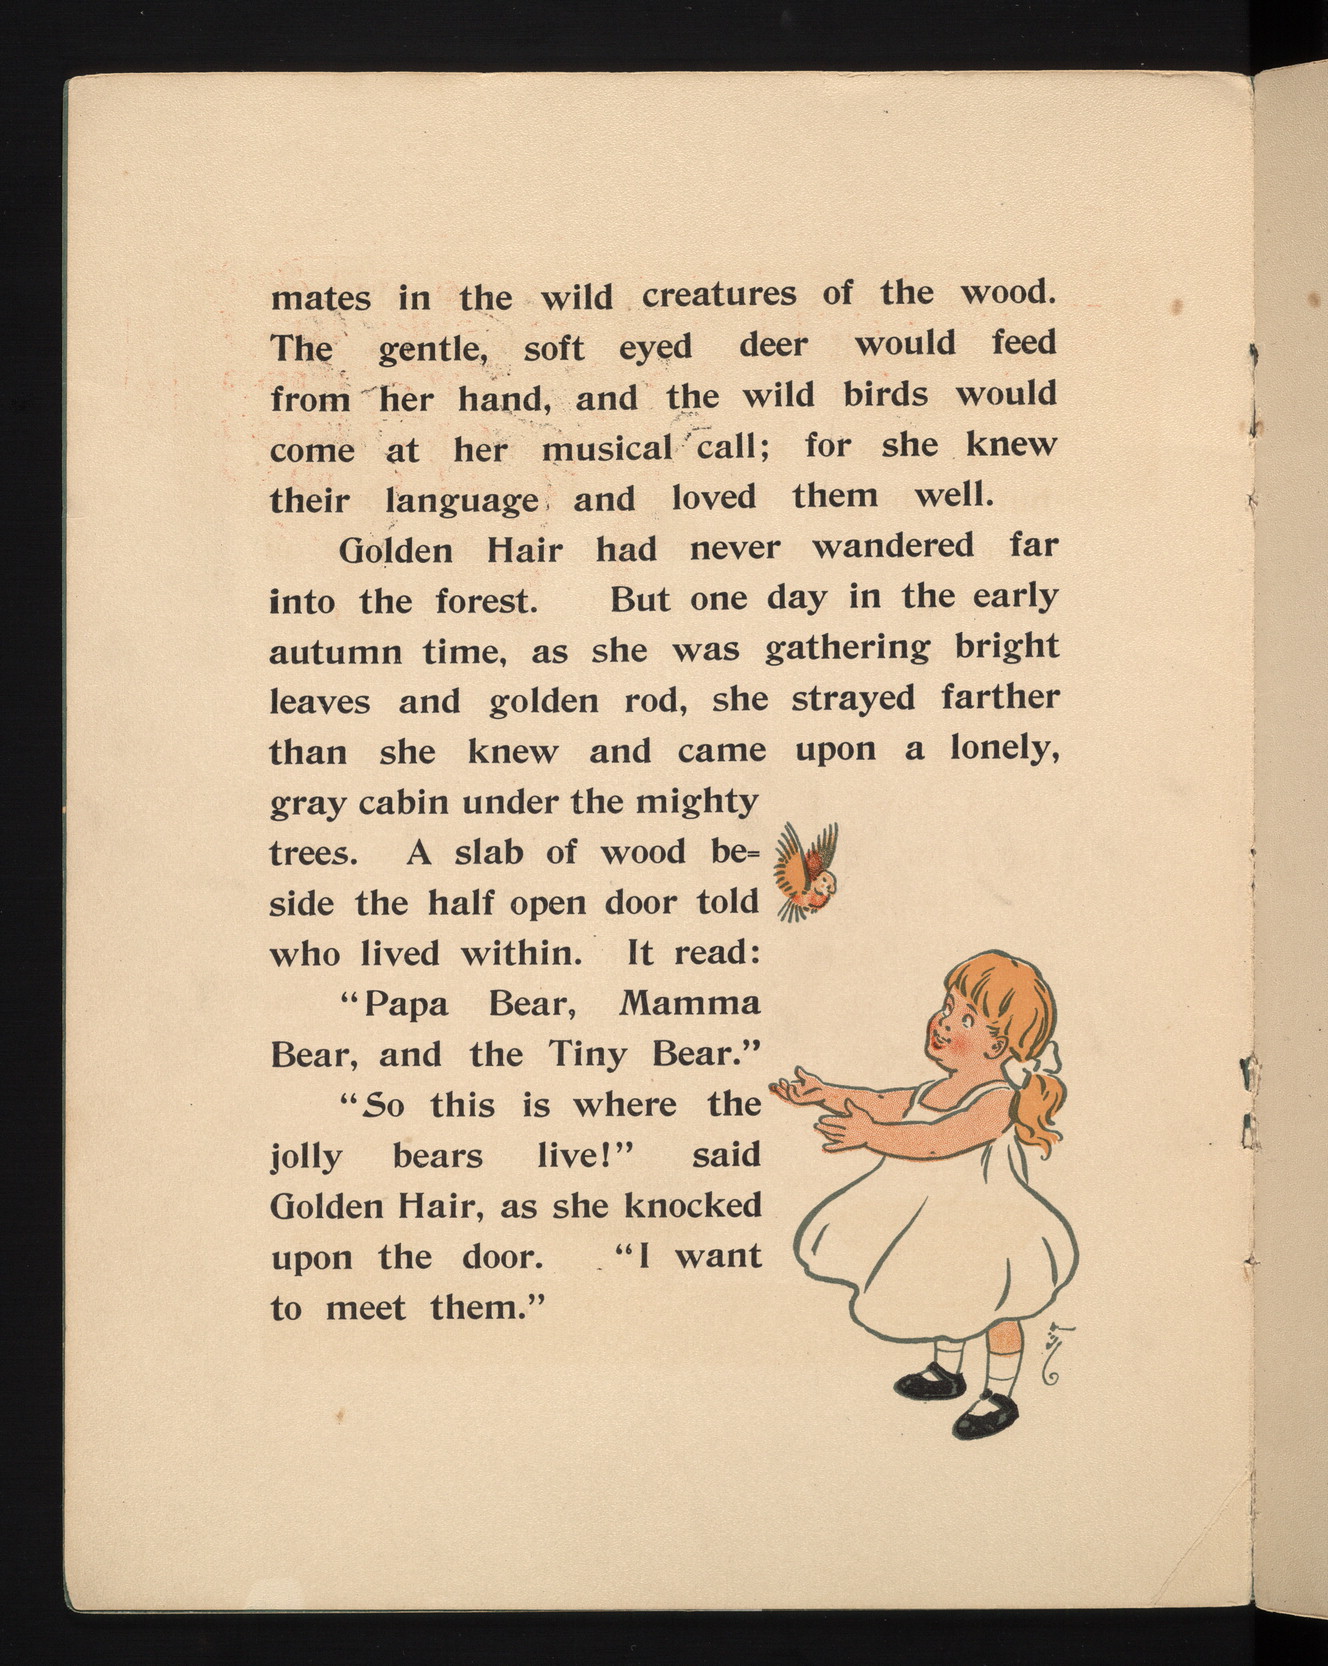 mates in the wild creatures of the wood.
The gentle, soft eyed deer would feed
from her hand, and the wild birds would
come at her musical call; for she knew
their language and loved them well.
Golden Hair had never wandered far
into the forest. But one day in the early
autumn time, as she was gathering bright
leaves and golden rod, she strayed farther
than she knew and came upon a lonely,
gray cabin under the mighty
trees. A slab of wood be=
side the half open door told
who lived within. It read:
“Papa Bear, Mamma
Bear, and the Tiny Bear.”
“So this is where the
jolly bears live!” said
Golden Hair, as she knocked
upon the door. “I want
to meet them.”